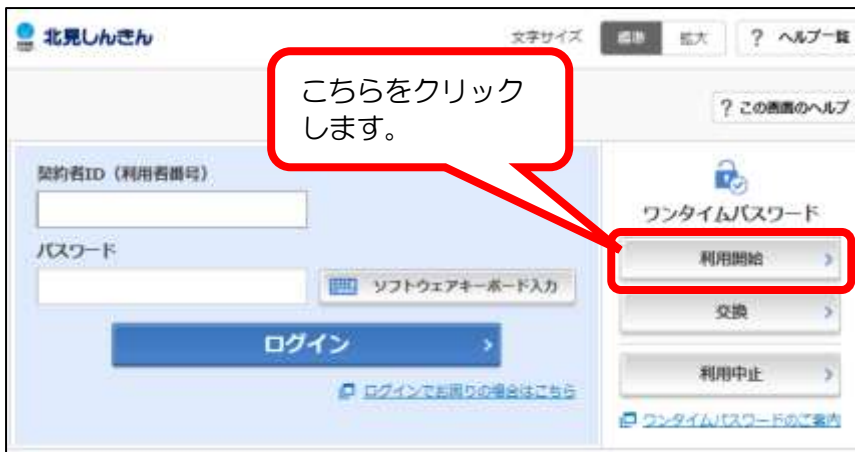 北見しんきん
文字サイズ 標準 拡大 ? ヘルプ一覧
こちらをクリック
します。
? この画面のヘルプ
契約者ID（利用者番号）
パスワード
ソフトウェアキーボード入力
ログイン
ログインでお困りの場合はこちら
ワンタイムパスワード
利用開始
交換
利用中止
ワンタイムパスワードのご案内